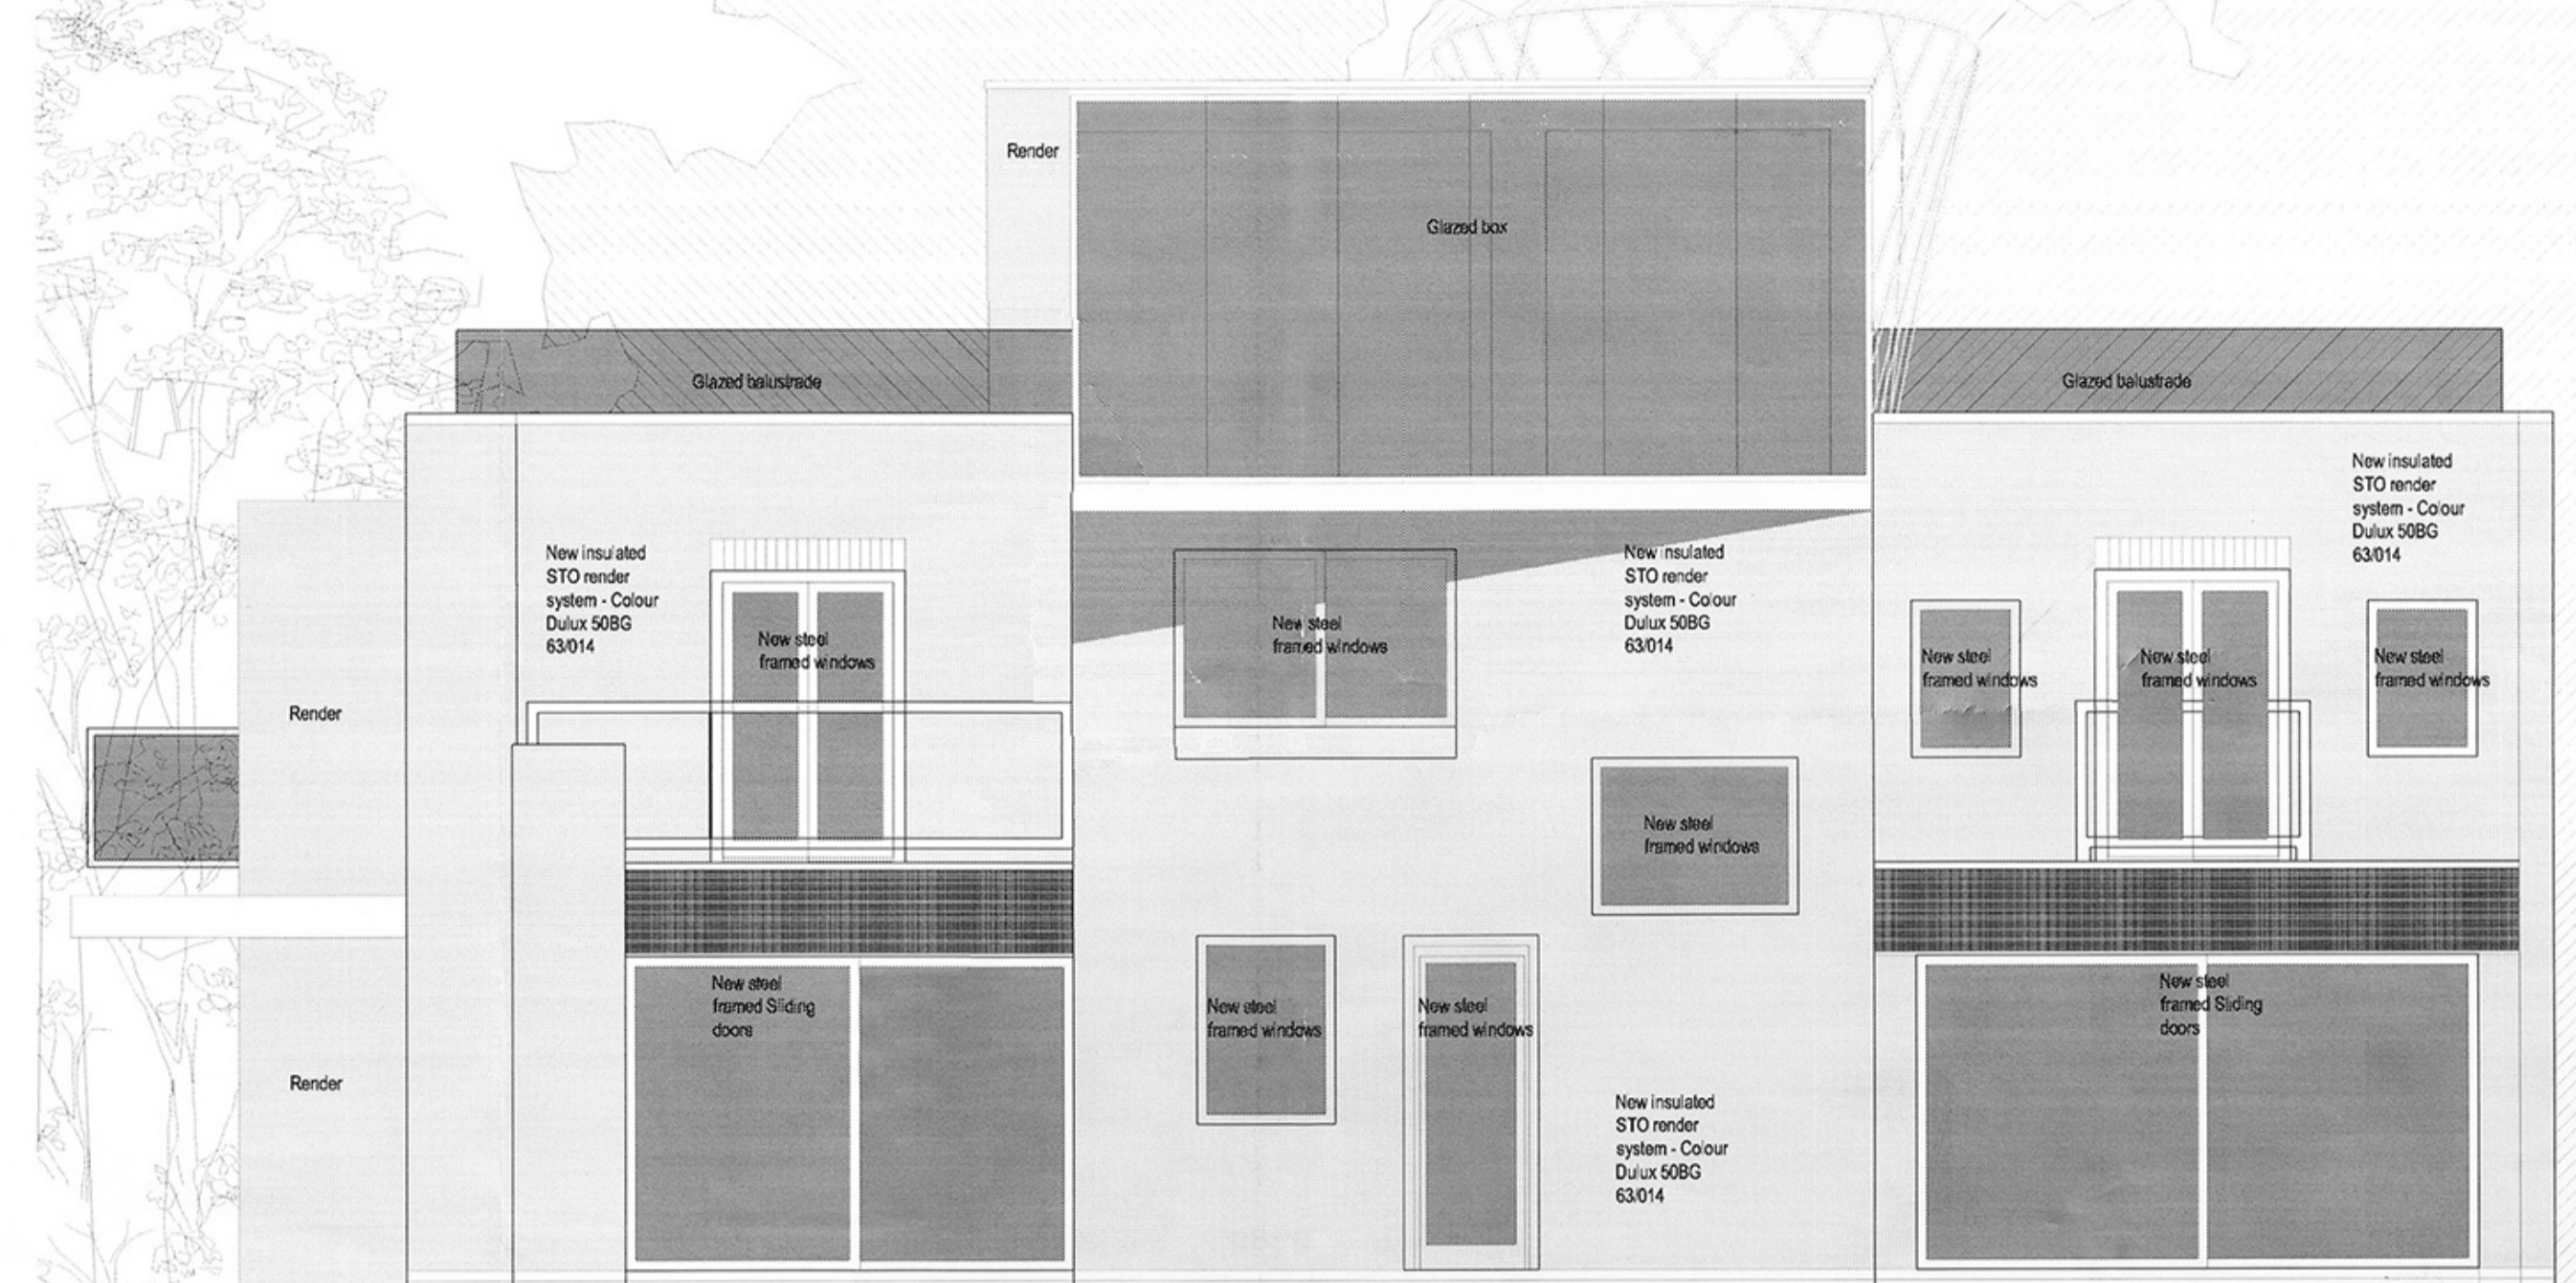 Render
Glazed box
Glazed balustrade
Glazed balustrade
New insulated
STO render
system - Colour
Dulux 50BG
63/014
New insulated
STO render
system - Colour
Dulux 50BG
63/014
New insulated
STO render
system - Colour
Dulux 50BG
63/014
New steel
framed windows
New steel
framed windows
New steel
framed windows
New steel
framed windows
New steel
framed windows
Render
New steel
framed windows
New steel
framed Sliding
doors
New steel
framed windows
New steel
framed windows
New steel
framed Sliding
doors
Render
New insulated
STO render
system - Colour
Dulux 50BG
63/014